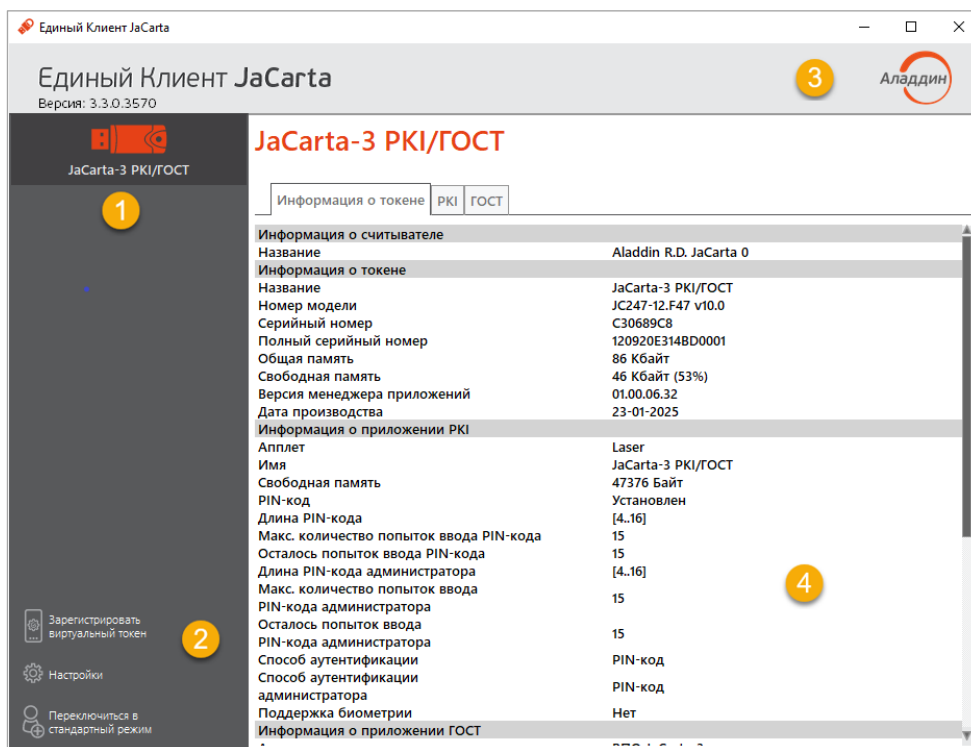 Единый Клиент JaCarta
Единый Клиент JaCarta
Версия: 3.3.0.3570
3
Аладдин
JaCarta-3 PKI/ГОСТ
1
Зарегистрировать
виртуальный токен
2
Настройки
Переключиться в
стандартный режим
JaCarta-3 PKI/ГОСТ
Информация о токене PKI ГОСТ
Информация о считывателе
Название Aladdin R.D. JaCarta 0
Информация о токене
Название JaCarta-3 PKI/ГОСТ
Номер модели JC247-12.F47 v10.0
Серийный номер C30689C8
Полный серийный номер 120920E314BD0001
Общая память 86 Кбайт
Свободная память 46 Кбайт (53%)
Версия менеджера приложений 01.00.06.32
Дата производства 23-01-2025
Информация о приложении PKI
Апплет Laser
Имя JaCarta-3 PKI/ГОСТ
Свободная память 47376 Байт
PIN-код Установлен
Длина PIN-кода [4..16]
Макс. количество попыток ввода PIN-кода 15
Осталось попыток ввода PIN-кода 15
Длина PIN-кода администратора [4..16]
Макс. количество попыток ввода
PIN-кода администратора 15
Осталось попыток ввода
PIN-кода администратора 15
4
Способ аутентификации PIN-код
Способ аутентификации
администратора PIN-код
Поддержка биометрии Нет
Информация о приложении ГОСТ